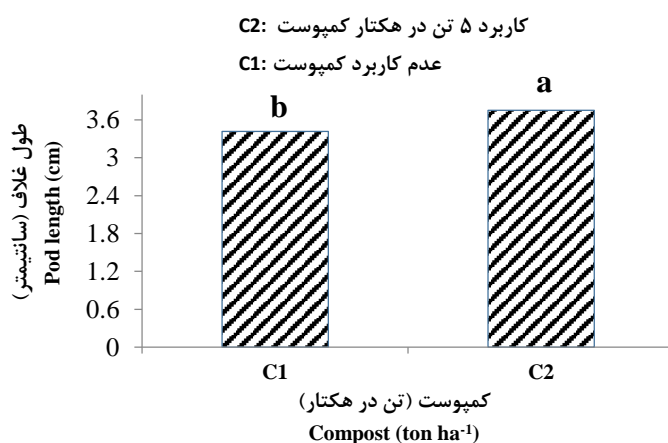 C2: کاربرد ۵ تن در هکتار کمپوست
C1: عدم کاربرد کمپوست
b
a
طول غلاف (سانتیمتر)
Pod length (cm)
3.6
3
2.4
1.8
1.2
0.6
0
C1
C2
کمپوست (تن در هکتار)
Compost (ton ha⁻¹)